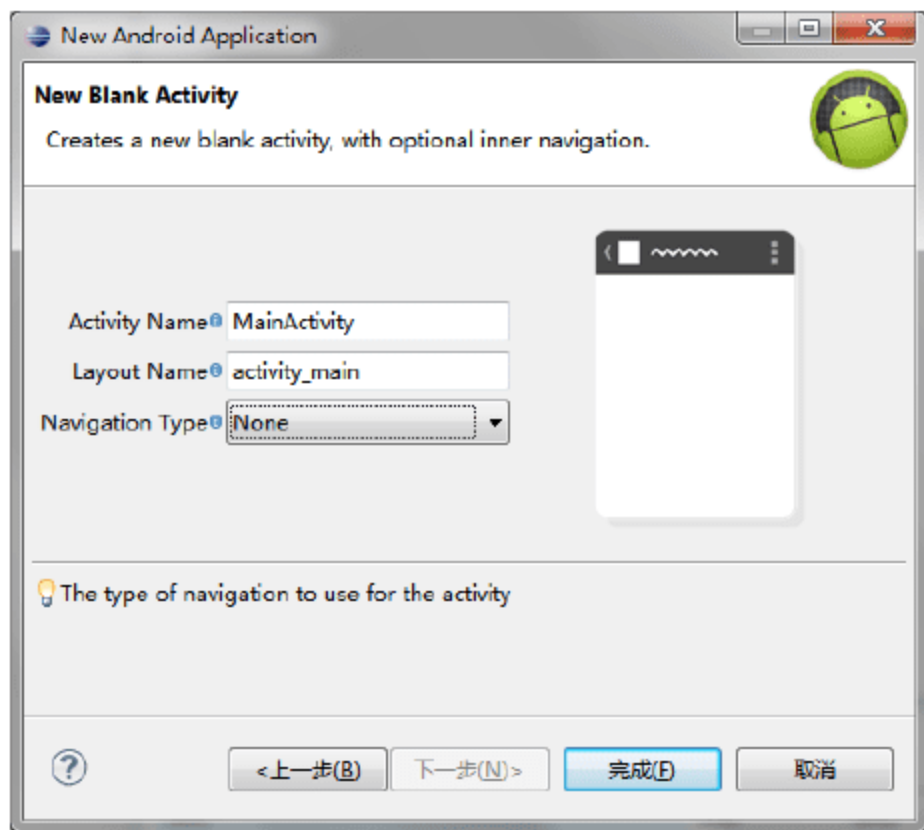 New Android Application
New Blank Activity
Creates a new blank activity, with optional inner navigation.
Activity Name MainActivity
Layout Name activity_main
Navigation Type None
The type of navigation to use for the activity
<上一步(B) 下一步(N)> 完成(F) 取消